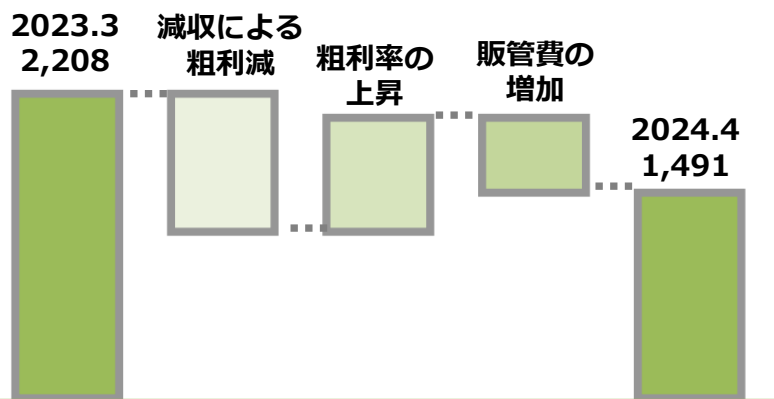 2023.3
2,208
減収による
粗利減
粗利率の
上昇
販管費の
増加
2024.4
1,491